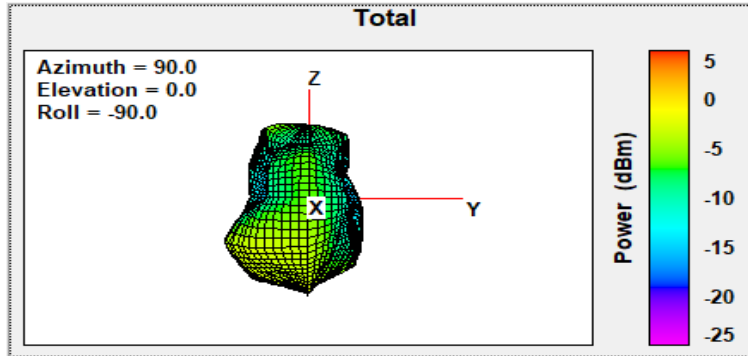 Total
Azimuth = 90.0
Elevation = 0.0
Roll = -90.0
Z
X
Y
Power (dBm)
5
0
-5
-10
-15
-20
-25